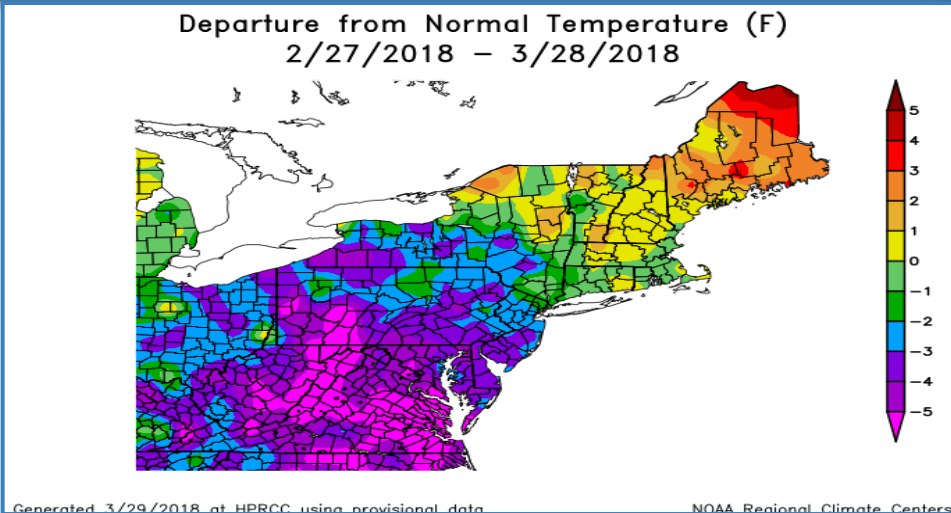 Departure from Normal Temperature (F)
2/27/2018 – 3/28/2018
5
4
3
2
1
0
−1
−2
−3
−4
−5
Generated 3/29/2018 at HPRCC using provisional data.
NOAA Regional Climate Centers